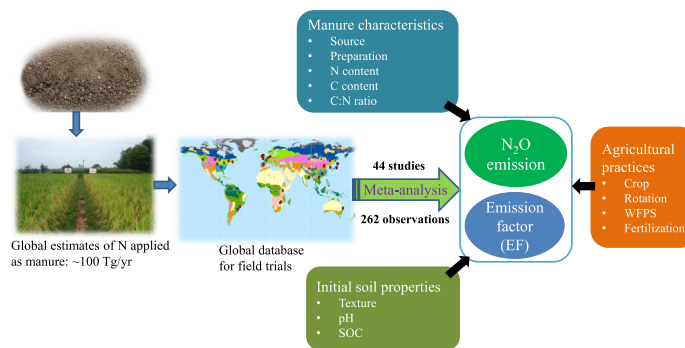 Manure characteristics
• Source
• Preparation
• N content
• C content
• C:N ratio
Global estimates of N applied
as manure: ~100 Tg/yr
Global database
for field trials
44 studies
Meta-analysis
262 observations
N₂O
emission
Emission
factor
(EF)
Agricultural
practices
• Crop
• Rotation
• WFPS
• Fertilization
Initial soil properties
• Texture
• pH
• SOC